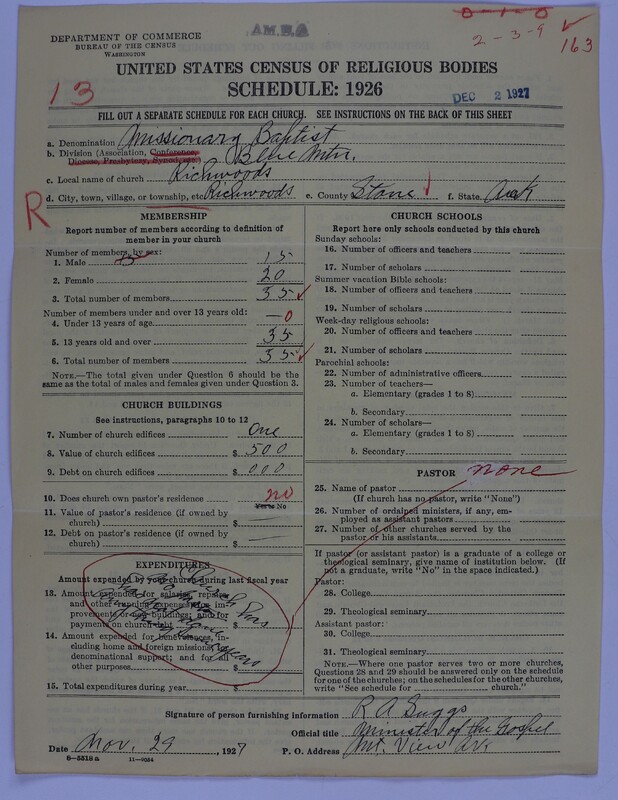 A.M.B.A.
0-1-0
2-3-9
163
DEPARTMENT OF COMMERCE
BUREAU OF THE CENSUS
WASHINGTON
UNITED STATES CENSUS OF RELIGIOUS BODIES
SCHEDULE: 1926
13
DEC 2 1927
FILL OUT A SEPARATE SCHEDULE FOR EACH CHURCH. SEE INSTRUCTIONS ON THE BACK OF THIS SHEET
a. Denomination Missionary Baptist
b. Division (Association, Conference, Diocese, Presbytery, Synod, etc.) Blue Mtn.
c. Local name of church Richwoods
d. City, town, village, or township, etc. Richwoods e. County Stone f. State Ark
R
MEMBERSHIP
Report number of members according to definition of
member in your church
Number of members, by sex:
1. Male 15
2. Female 20
3. Total number of members 35
Number of members under and over 13 years old:
4. Under 13 years of age —0
5. 13 years old and over 35
6. Total number of members 35
NOTE.—The total given under Question 6 should be
the same as the total of males and females given under Question 3.
CHURCH BUILDINGS
See instructions, paragraphs 10 to 12
7. Number of church edifices One
8. Value of church edifices $ 500
9. Debt on church edifices $ 000
10. Does church own pastor's residence no
Yes or No
11. Value of pastor's residence (if owned by
church) $ —
12. Debt on pastor's residence (if owned by
church) $ —
EXPENDITURES
Amount expended by your church during last fiscal year
13. Amount expended for salaries, repairs,
and other running expenses; for im-
provements or new buildings; and for
payments on church debt $
14. Amount expended for benevolences, in-
cluding home and foreign missions; for
denominational support; and for all
other purposes $
15. Total expenditures during year $
CHURCH SCHOOLS
Report here only schools conducted by this church
Sunday schools:
16. Number of officers and teachers
17. Number of scholars
Summer vacation Bible schools:
18. Number of officers and teachers
19. Number of scholars
Week-day religious schools:
20. Number of officers and teachers
21. Number of scholars
Parochial schools:
22. Number of administrative officers
23. Number of teachers—
a. Elementary (grades 1 to 8)
b. Secondary
24. Number of scholars—
a. Elementary (grades 1 to 8)
b. Secondary
PASTOR none
25. Name of pastor
(If church has no pastor, write "None")
26. Number of ordained ministers, if any, em-
ployed as assistant pastors
27. Number of other churches served by the
pastor or his assistants
If pastor (or assistant pastor) is a graduate of a college or
theological seminary, give name of institution below. (If
not a graduate, write "No" in the space indicated.)
Pastor:
28. College
29. Theological seminary
Assistant pastor:
30. College
31. Theological seminary
NOTE.—Where one pastor serves two or more churches,
Questions 28 and 29 should be answered only on the schedule
for one of the churches; on the schedules for the other churches,
write "See schedule for church."
Signature of person furnishing information R A Suggs
Official title Minister of the Gospel
Date Nov. 29, 1927 P. O. Address Mt. View Ark.
8-5518a 11-9054